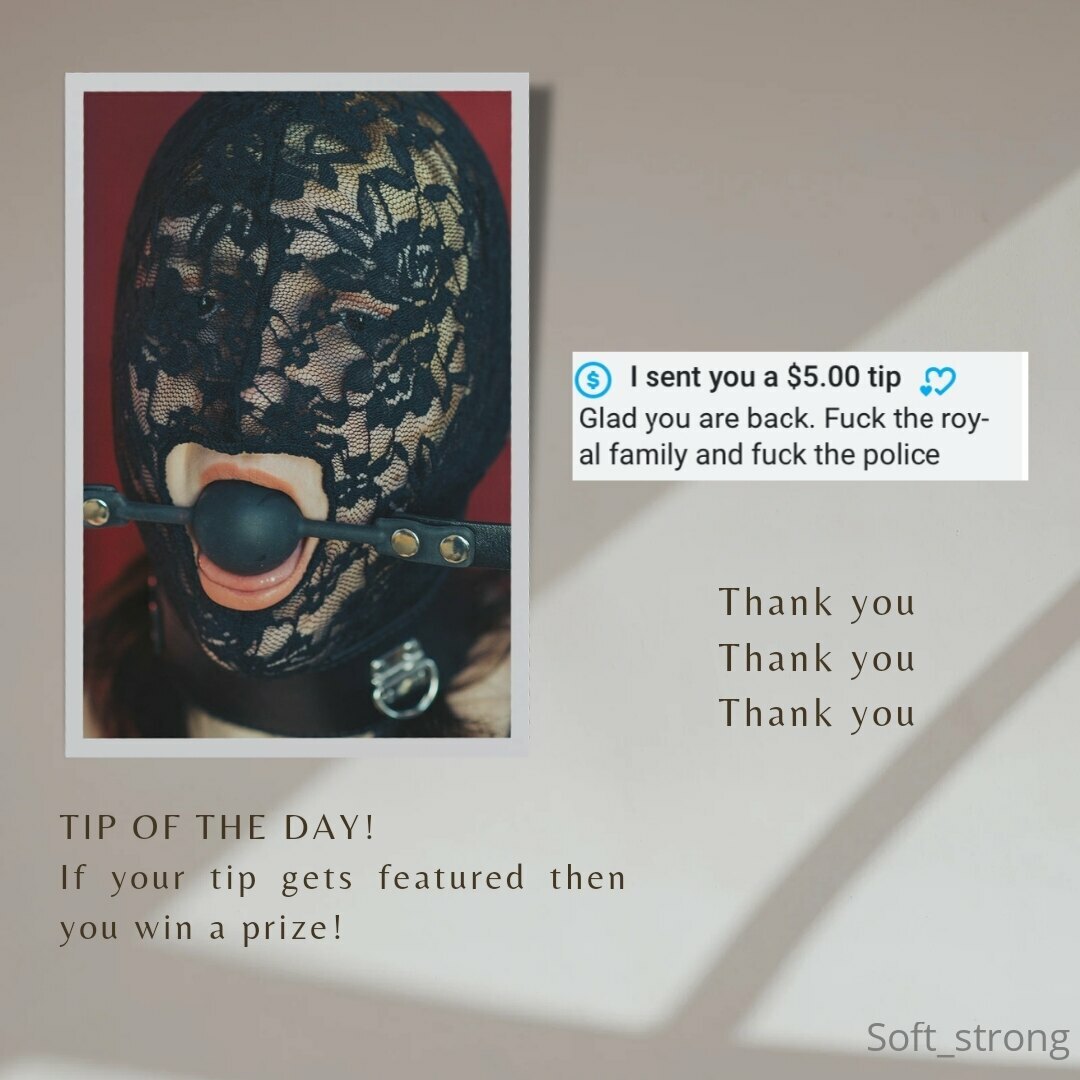 I sent you a $5.00 tip
Glad you are back. Fuck the roy-
al family and fuck the police
Thank you
Thank you
Thank you
TIP OF THE DAY!
If your tip gets featured then
you win a prize!
Soft_strong